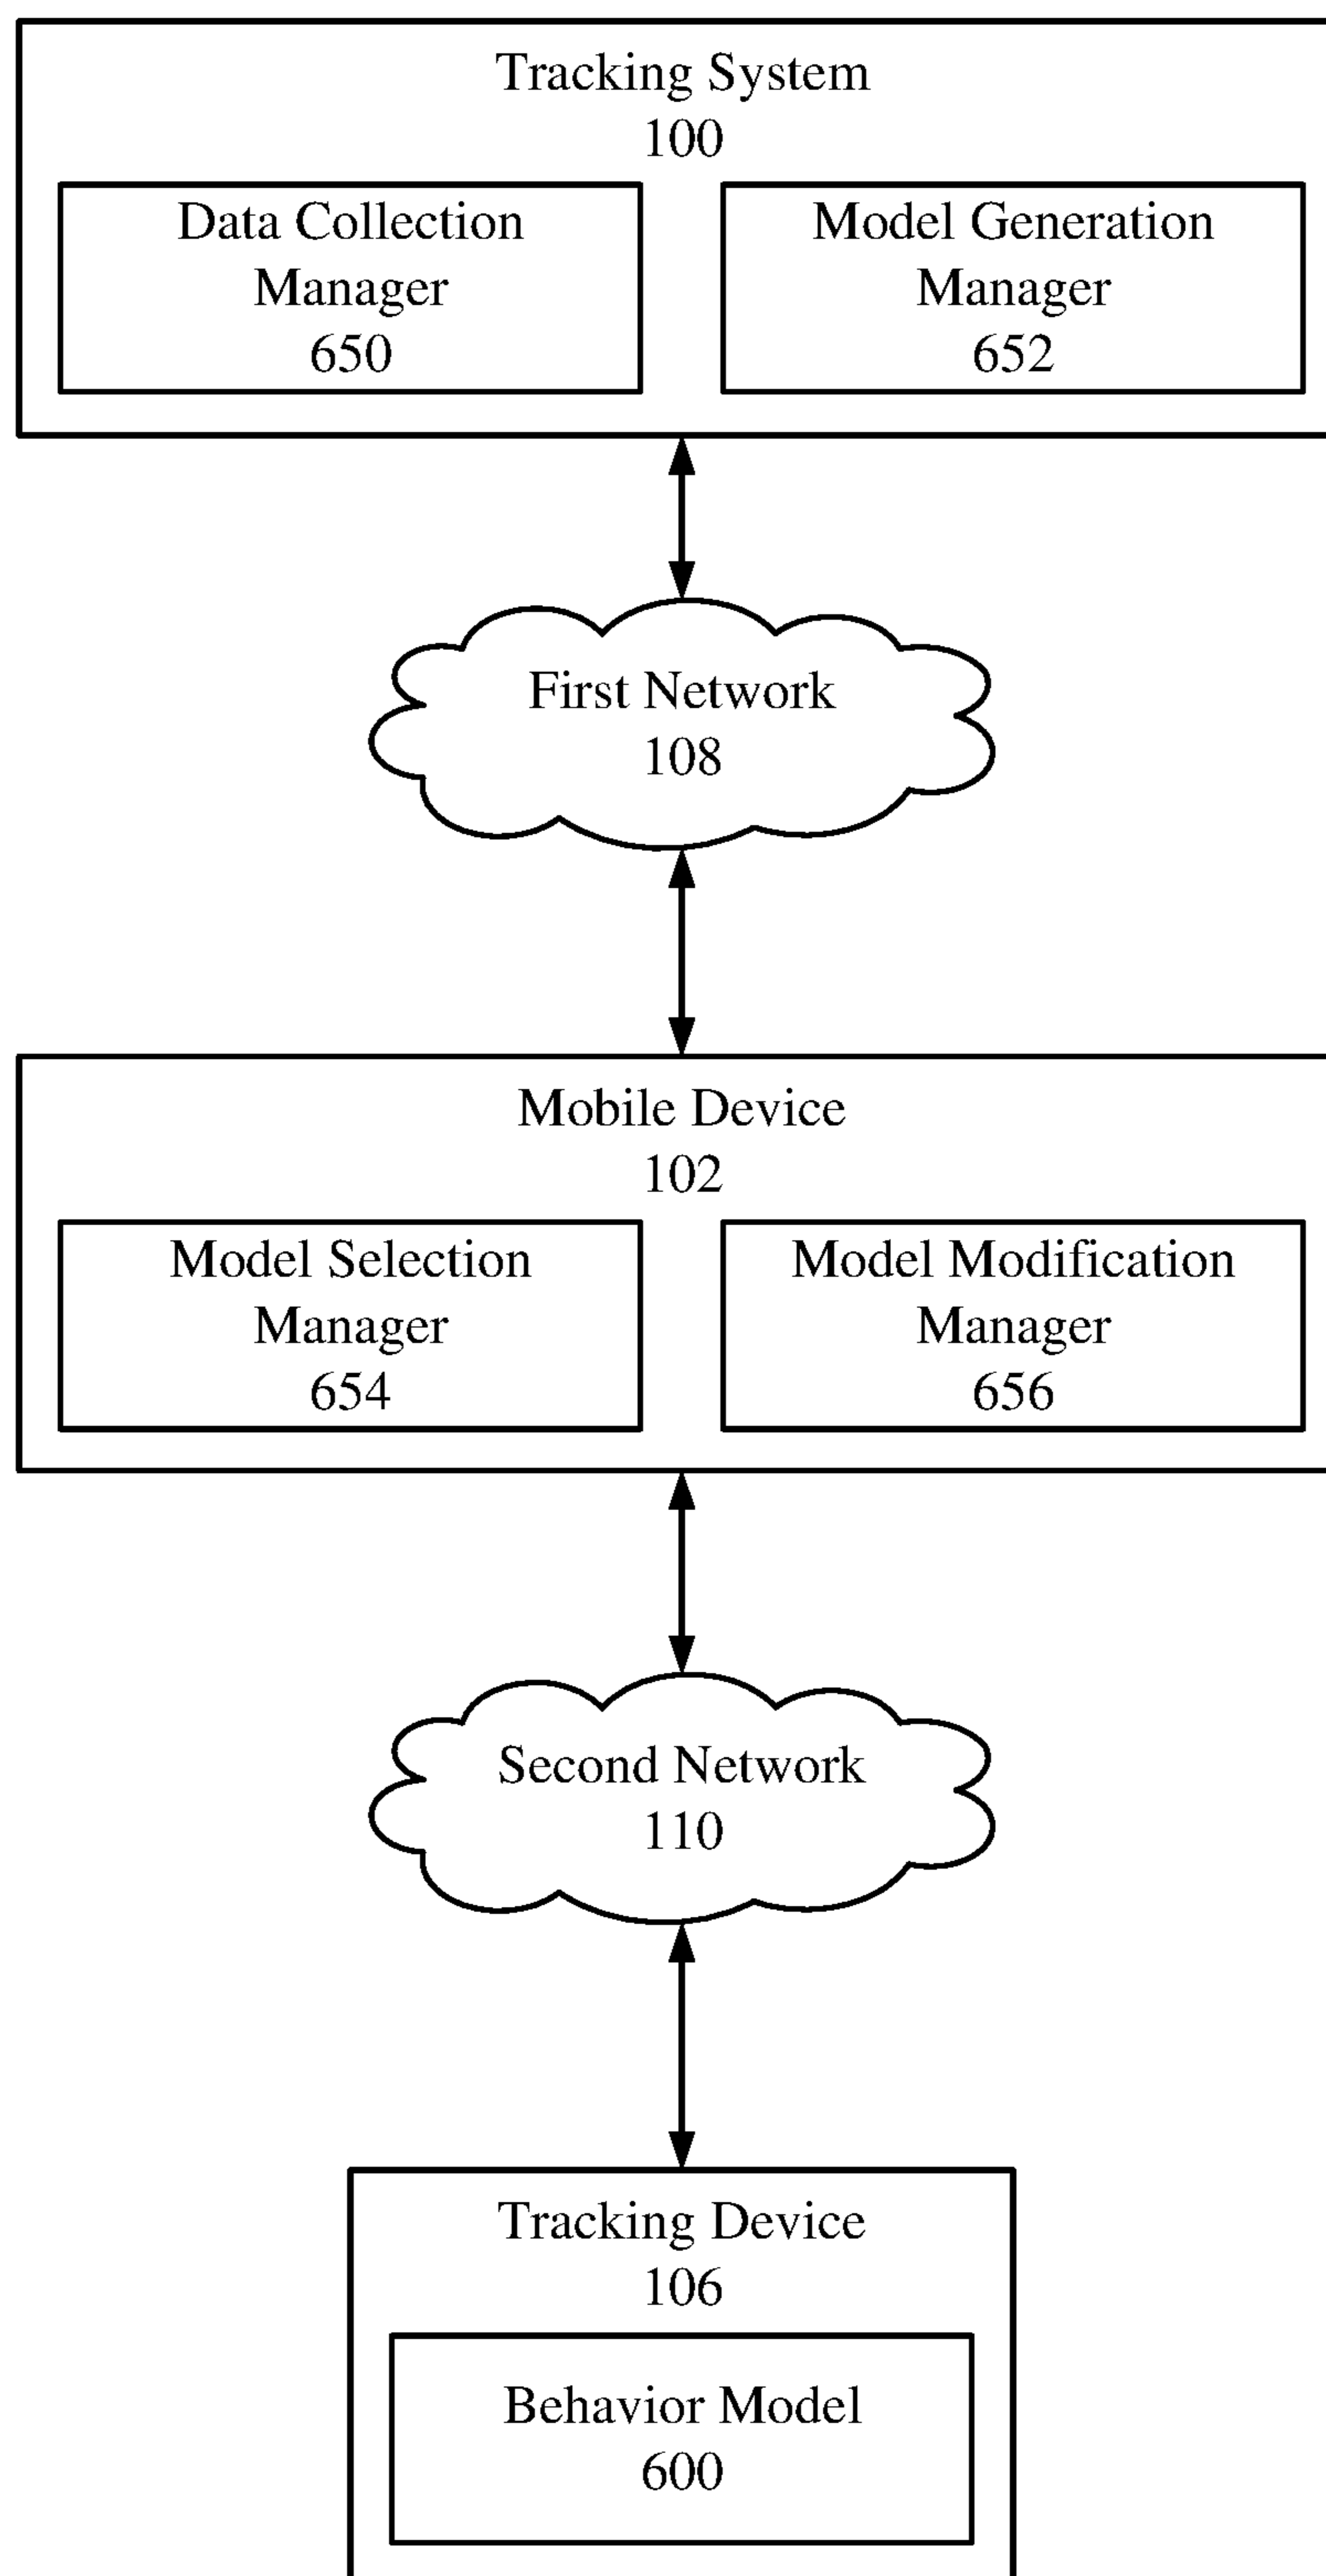 Tracking System
100
Data Collection
Manager
650
Model Generation
Manager
652
First Network
108
Mobile Device
102
Model Selection
Manager
654
Model Modification
Manager
656
Second Network
110
Tracking Device
106
Behavior Model
600